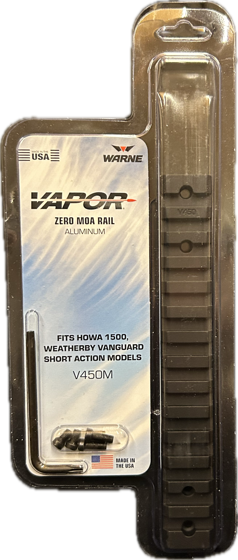 USA
WARNE
VAPOR
ZERO MOA RAIL
ALUMINUM
FITS HOWA 1500,
WEATHERBY VANGUARD
SHORT ACTION MODELS
V450M
MADE IN
THE USA